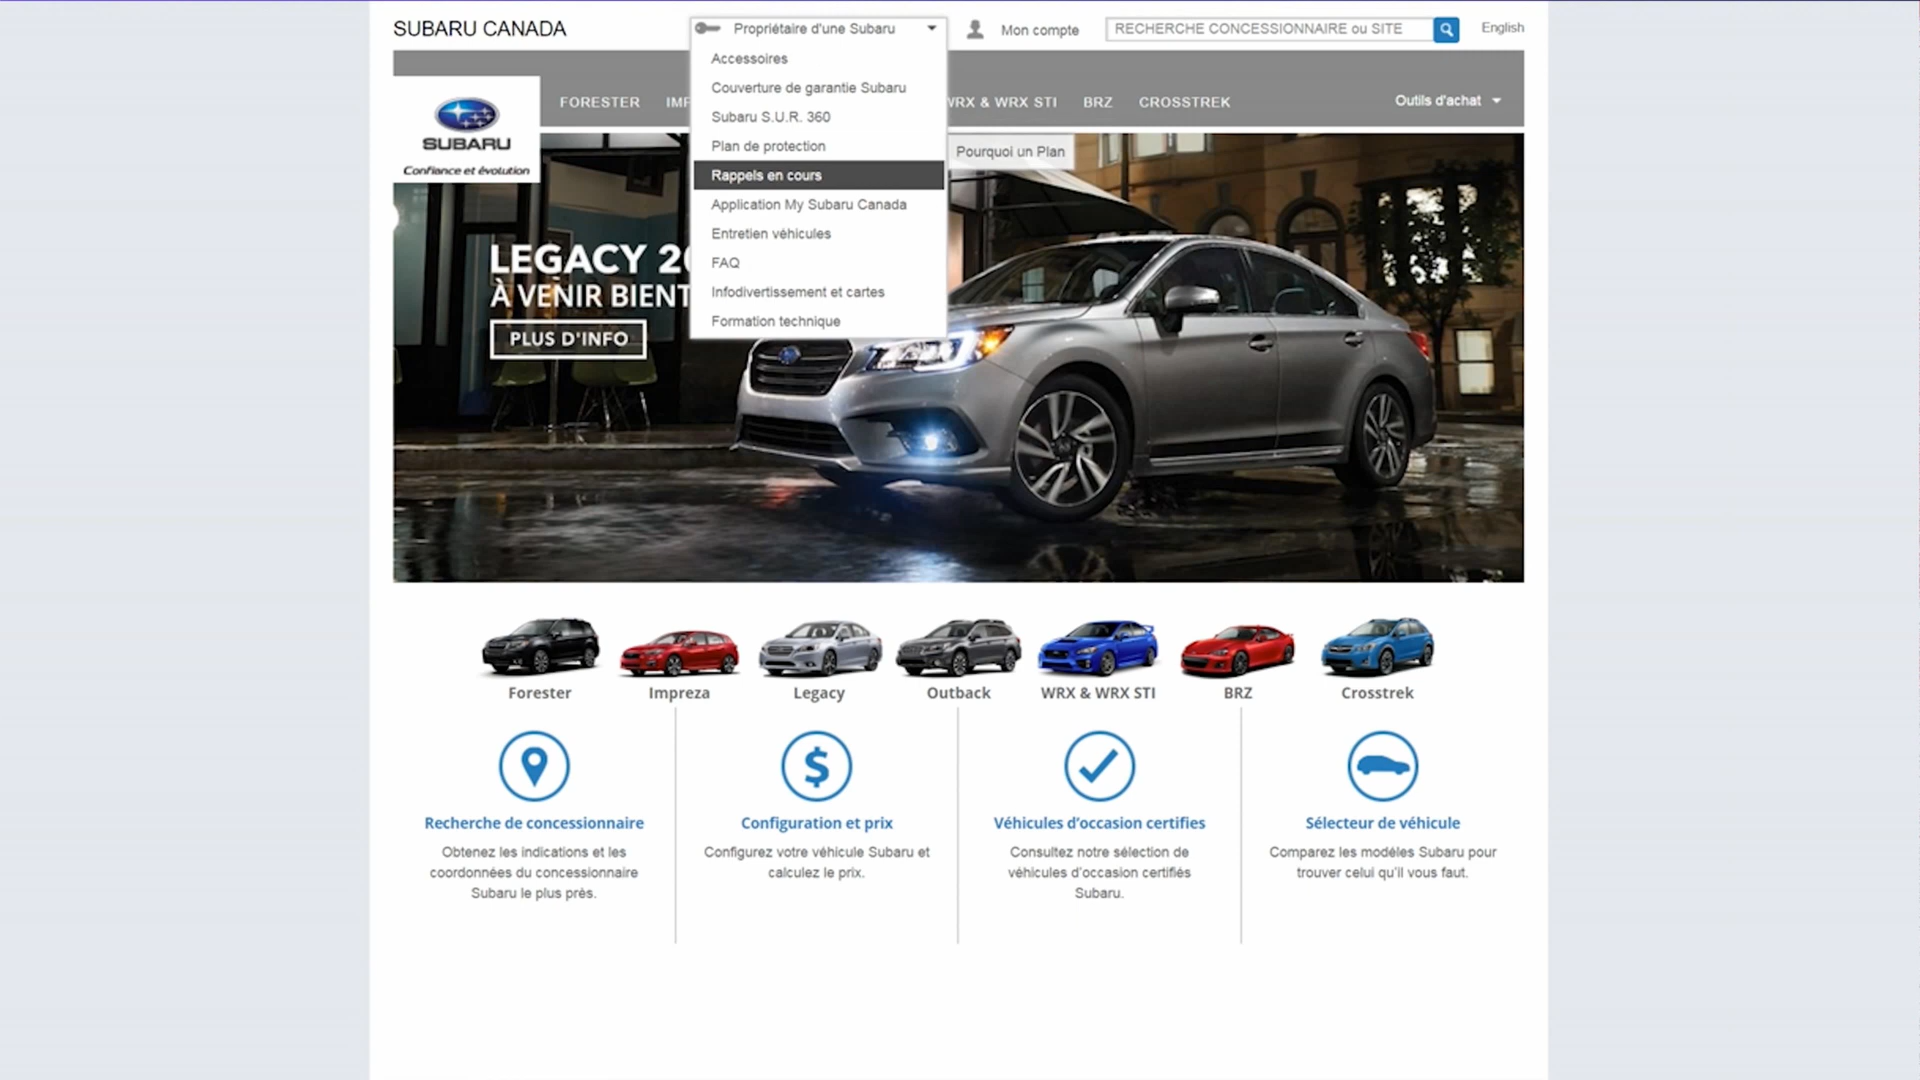 SUBARU CANADA
Propriétaire d'une Subaru
Mon compte
RECHERCHE CONCESSIONNAIRE ou SITE
English
SUBARU
Confiance et évolution
FORESTER
WRX & WRX STI
BRZ
CROSSTREK
Outils d'achat
Accessoires
Couverture de garantie Subaru
Subaru S.U.R. 360
Plan de protection
Rappels en cours
Application My Subaru Canada
Entretien véhicules
FAQ
Infodivertissement et cartes
Formation technique
Pourquoi un Plan
LEGACY
À VENIR
PLUS D'INFO
Forester
Impreza
Legacy
Outback
WRX & WRX STI
BRZ
Crosstrek
Recherche de concessionnaire
Obtenez les indications et les
coordonnées du concessionnaire
Subaru le plus près.
Configuration et prix
Configurez votre véhicule Subaru et
calculez le prix.
Véhicules d'occasion certifies
Consultez notre sélection de
véhicules d'occasion certifiés
Subaru.
Sélecteur de véhicule
Comparez les modèles Subaru pour
trouver celui qu'il vous faut.